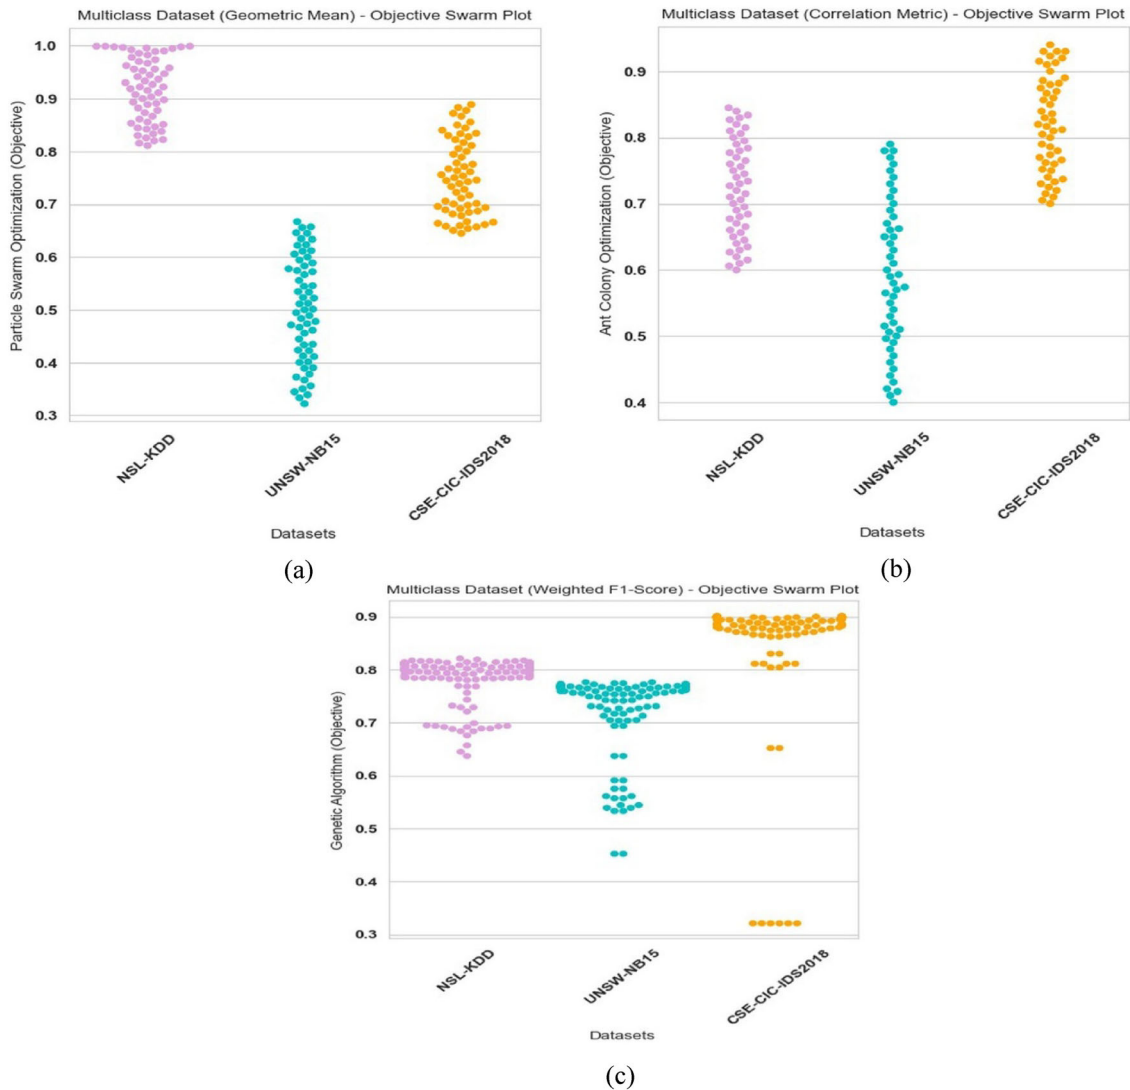 Multiclass Dataset (Geometric Mean) - Objective Swarm Plot
Particle Swarm Optimization (Objective)
1.0
0.9
0.8
0.7
0.6
0.5
0.4
0.3
NSL-KDD
UNSW-NB15
CSE-CIC-IDS2018
Datasets
(a)
Multiclass Dataset (Correlation Metric) - Objective Swarm Plot
Ant Colony Optimization (Objective)
0.9
0.8
0.7
0.6
0.5
0.4
NSL-KDD
UNSW-NB15
CSE-CIC-IDS2018
Datasets
(b)
Multiclass Dataset (Weighted F1-Score) - Objective Swarm Plot
Genetic Algorithm (Objective)
0.9
0.8
0.7
0.6
0.5
0.4
0.3
NSL-KDD
UNSW-NB15
CSE-CIC-IDS2018
Datasets
(c)